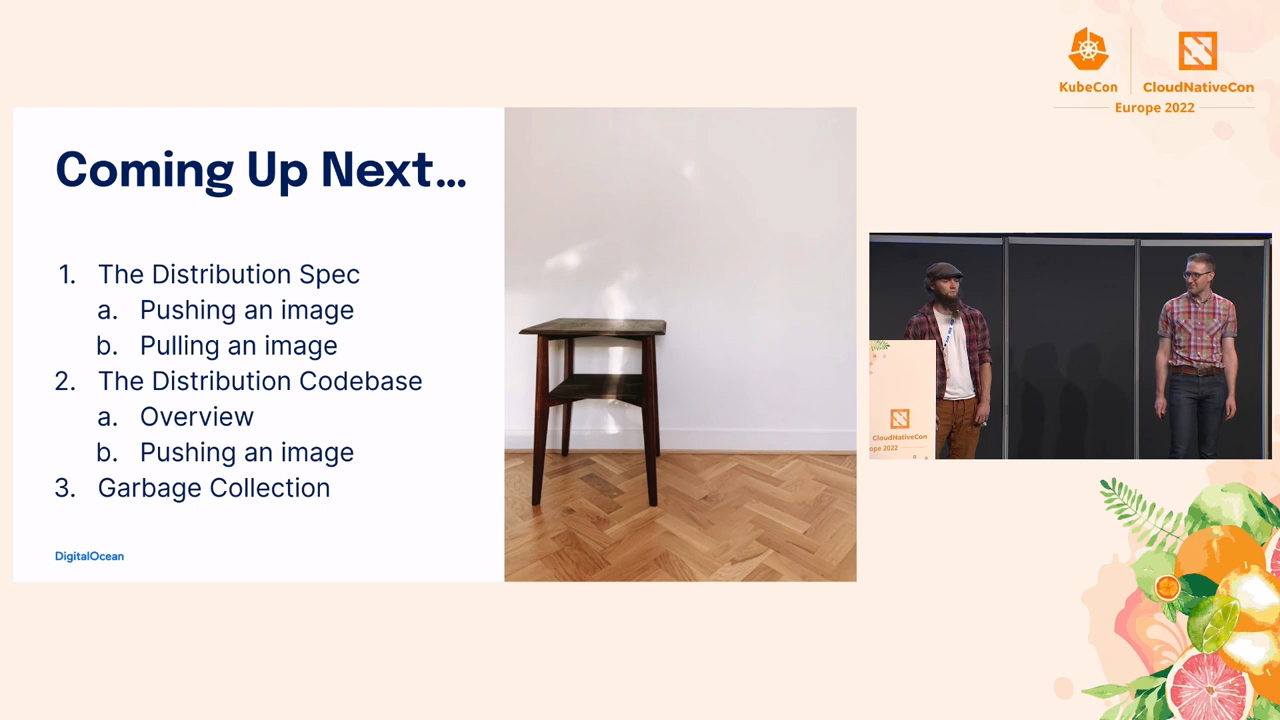 KubeCon
CloudNativeCon
Europe 2022
Coming Up Next...
1. The Distribution Spec
a. Pushing an image
b. Pulling an image
2. The Distribution Codebase
a. Overview
b. Pushing an image
3. Garbage Collection
DigitalOcean
CloudNativeCon
ope 2022